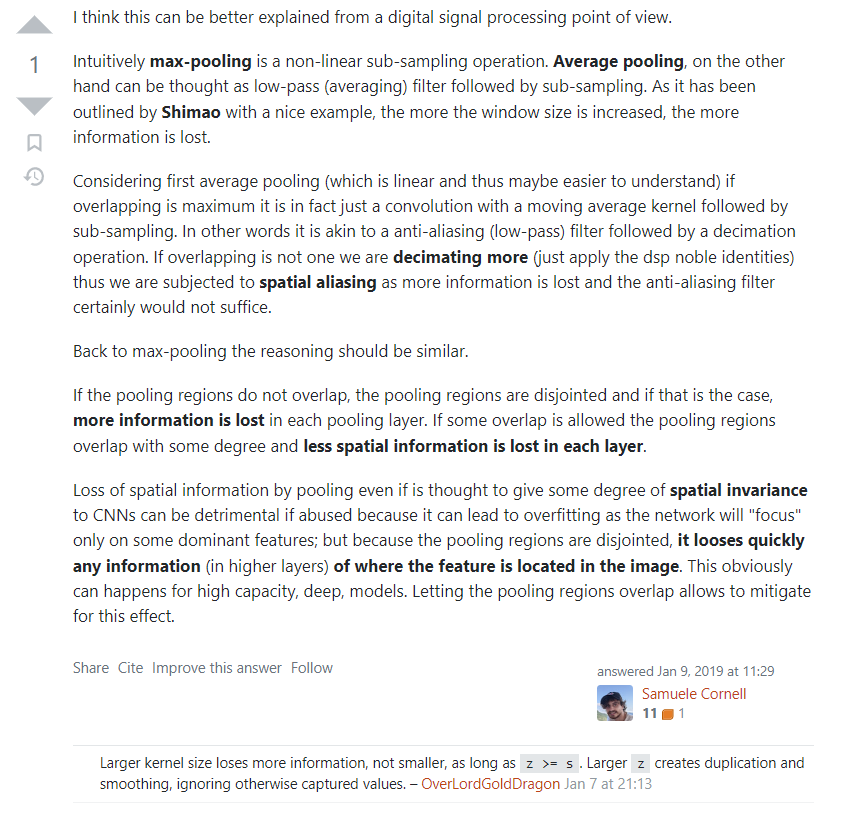 I think this can be better explained from a digital signal processing point of view.
1
Intuitively max-pooling is a non-linear sub-sampling operation. Average pooling, on the other
hand can be thought as low-pass (averaging) filter followed by sub-sampling. As it has been
outlined by Shimao with a nice example, the more the window size is increased, the more
information is lost.
Considering first average pooling (which is linear and thus maybe easier to understand) if
overlapping is maximum it is in fact just a convolution with a moving average kernel followed by
sub-sampling. In other words it is akin to a anti-aliasing (low-pass) filter followed by a decimation
operation. If overlapping is not one we are decimating more (just apply the dsp noble identities)
thus we are subjected to spatial aliasing as more information is lost and the anti-aliasing filter
certainly would not suffice.
Back to max-pooling the reasoning should be similar.
If the pooling regions do not overlap, the pooling regions are disjointed and if that is the case,
more information is lost in each pooling layer. If some overlap is allowed the pooling regions
overlap with some degree and less spatial information is lost in each layer.
Loss of spatial information by pooling even if is thought to give some degree of spatial invariance
to CNNs can be detrimental if abused because it can lead to overfitting as the network will "focus"
only on some dominant features; but because the pooling regions are disjointed, it looses quickly
any information (in higher layers) of where the feature is located in the image. This obviously
can happens for high capacity, deep, models. Letting the pooling regions overlap allows to mitigate
for this effect.
Share Cite Improve this answer Follow
answered Jan 9, 2019 at 11:29
Samuele Cornell
11 1
Larger kernel size loses more information, not smaller, as long as z >= s . Larger z creates duplication and
smoothing, ignoring otherwise captured values. – OverLordGoldDragon Jan 7 at 21:13